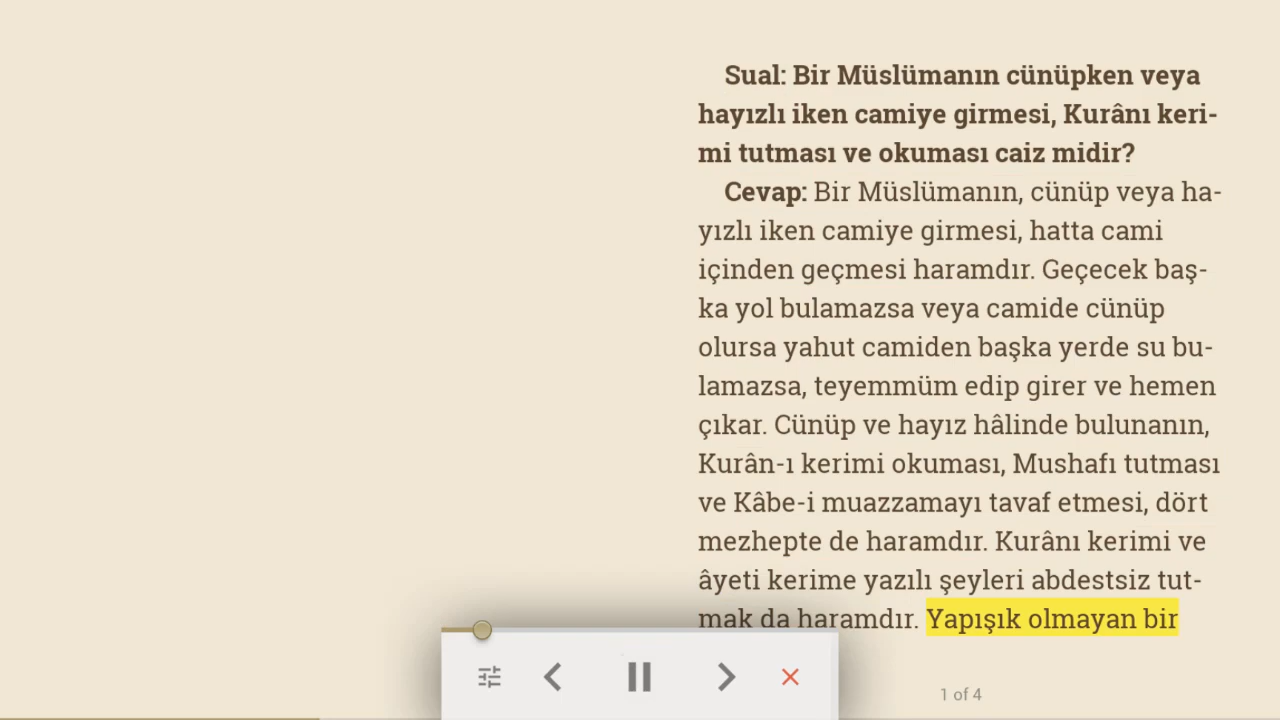 Sual: Bir Müslümanın cünüpken veya
hayızlı iken camiye girmesi, Kurânı keri-
mi tutması ve okuması caiz midir?
Cevap: Bir Müslümanın, cünüp veya ha-
yızlı iken camiye girmesi, hatta cami
içinden geçmesi haramdır. Geçecek baş-
ka yol bulamazsa veya camide cünüp
olursa yahut camiden başka yerde su bu-
lamazsa, teyemmüm edip girer ve hemen
çıkar. Cünüp ve hayız hâlinde bulunanın,
Kurân-ı kerimi okuması, Mushafı tutması
ve Kâbe-i muazzamayı tavaf etmesi, dört
mezhepte de haramdır. Kurânı kerimi ve
âyeti kerime yazılı şeyleri abdestsiz tut-
mak da haramdır. Yapışık olmayan bir
1 of 4